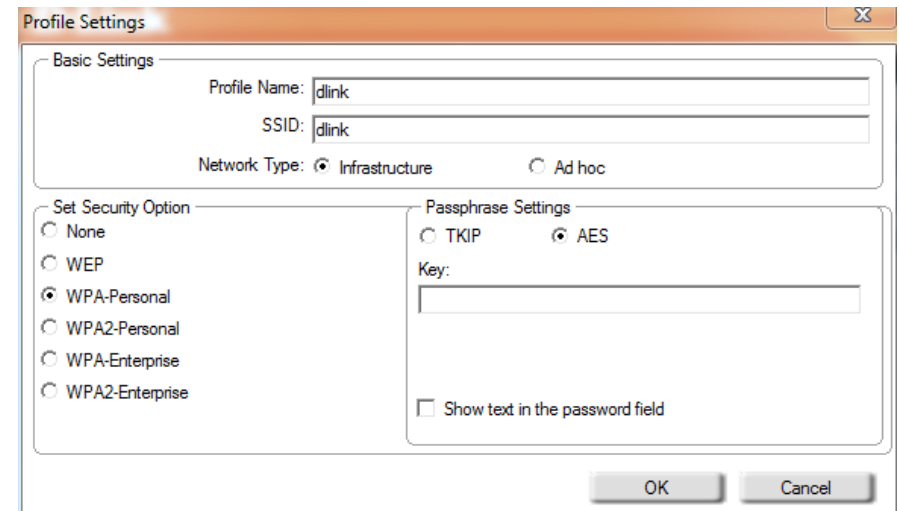 Profile Settings
Basic Settings
Profile Name: dlink
SSID: dlink
Network Type: Infrastructure Ad hoc
Set Security Option
None
WEP
WPA-Personal
WPA2-Personal
WPA-Enterprise
WPA2-Enterprise
Passphrase Settings
TKIP AES
Key:
Show text in the password field
OK Cancel